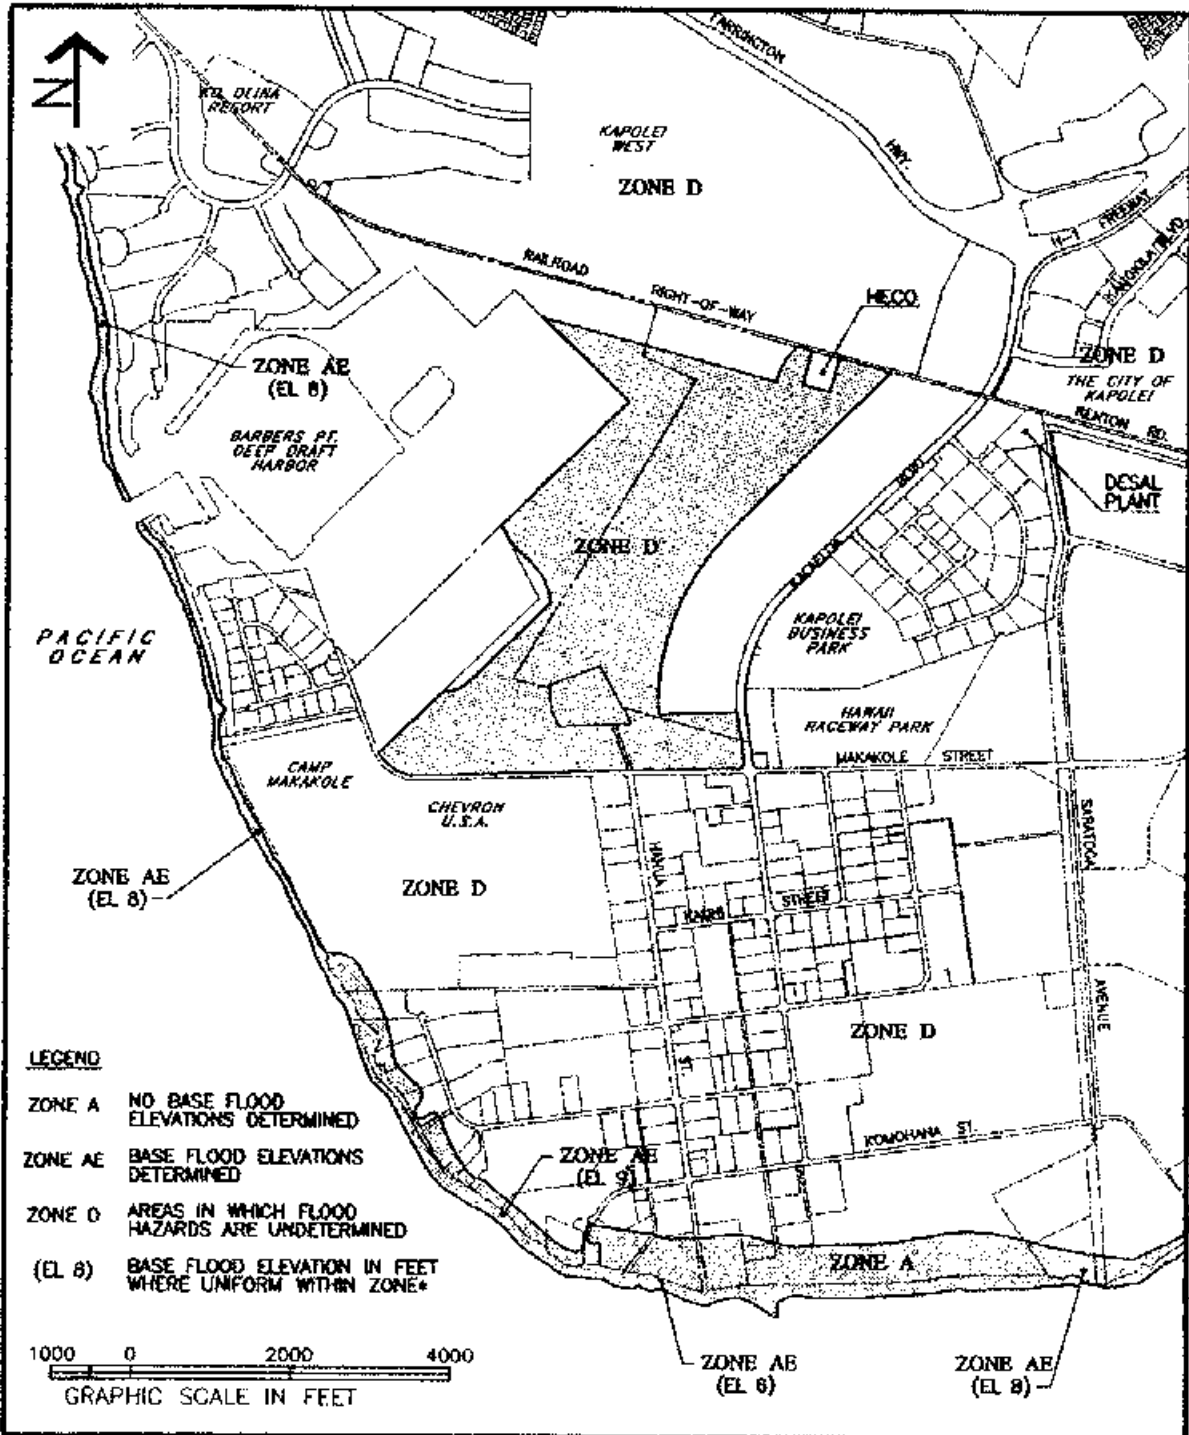 N
KO OLINA
RESORT
FARRINGTON
HWY.
KAPOLEI
WEST
ZONE D
H-1 FREEWAY
RAILROAD
RIGHT-OF-WAY
HECO
ZONE AE
(EL 8)
ZONE D
THE CITY OF
KAPOLEI
RENTON RD.
BARBERS PT.
DEEP DRAFT
HARBOR
DESAL
PLANT
BLVD
ZONE D
PACIFIC
OCEAN
KAPOLEI
BUSINESS
PARK
HAWAII
RACEWAY PARK
MAKAKOLE STREET
CAMP
MAKAKOLE
CHEVRON
U.S.A.
HANUA
SARATOGA
ZONE AE
(EL 8)
ZONE D
STREET
AVENUE
ZONE D
ST.
LEGEND
ZONE A NO BASE FLOOD
ELEVATIONS DETERMINED
KOMOHANA ST
ZONE AE BASE FLOOD ELEVATIONS
DETERMINED
ZONE AE
(EL 9)
ZONE D AREAS IN WHICH FLOOD
HAZARDS ARE UNDETERMINED
(EL 8) BASE FLOOD ELEVATION IN FEET
WHERE UNIFORM WITHIN ZONE*
ZONE A
1000 0 2000 4000
GRAPHIC SCALE IN FEET
ZONE AE
(EL 6)
ZONE AE
(EL 8)